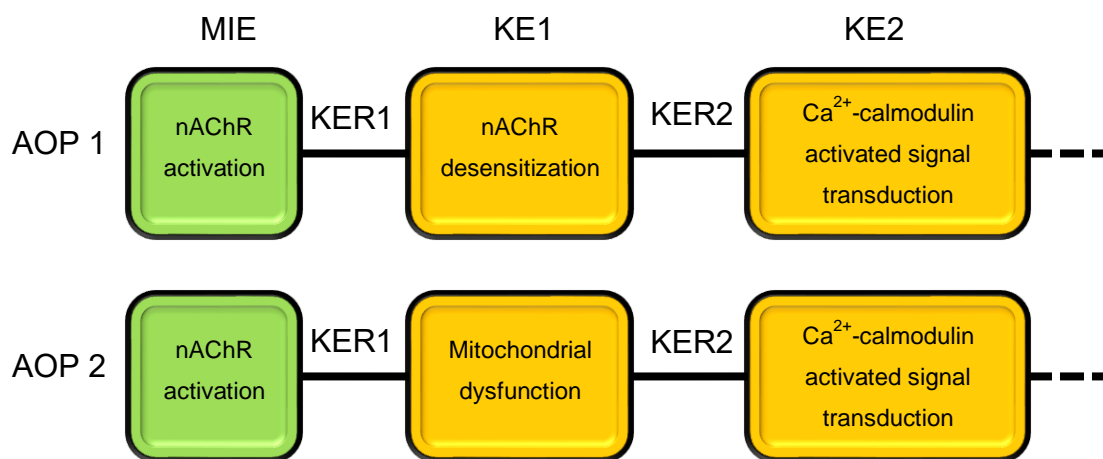 MIE KE1 KE2
AOP 1
nAChR
activation
KER1
nAChR
desensitization
KER2
Ca²⁺-calmodulin
activated signal
transduction
AOP 2
nAChR
activation
KER1
Mitochondrial
dysfunction
KER2
Ca²⁺-calmodulin
activated signal
transduction